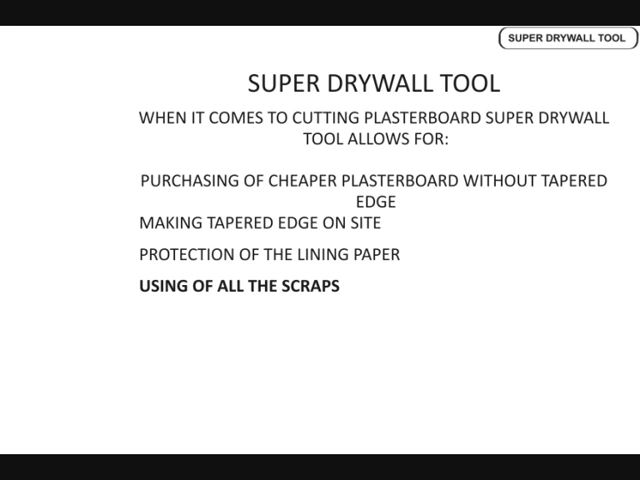 SUPER DRYWALL TOOL
SUPER DRYWALL TOOL
WHEN IT COMES TO CUTTING PLASTERBOARD SUPER DRYWALL
TOOL ALLOWS FOR:
PURCHASING OF CHEAPER PLASTERBOARD WITHOUT TAPERED
EDGE
MAKING TAPERED EDGE ON SITE
PROTECTION OF THE LINING PAPER
USING OF ALL THE SCRAPS